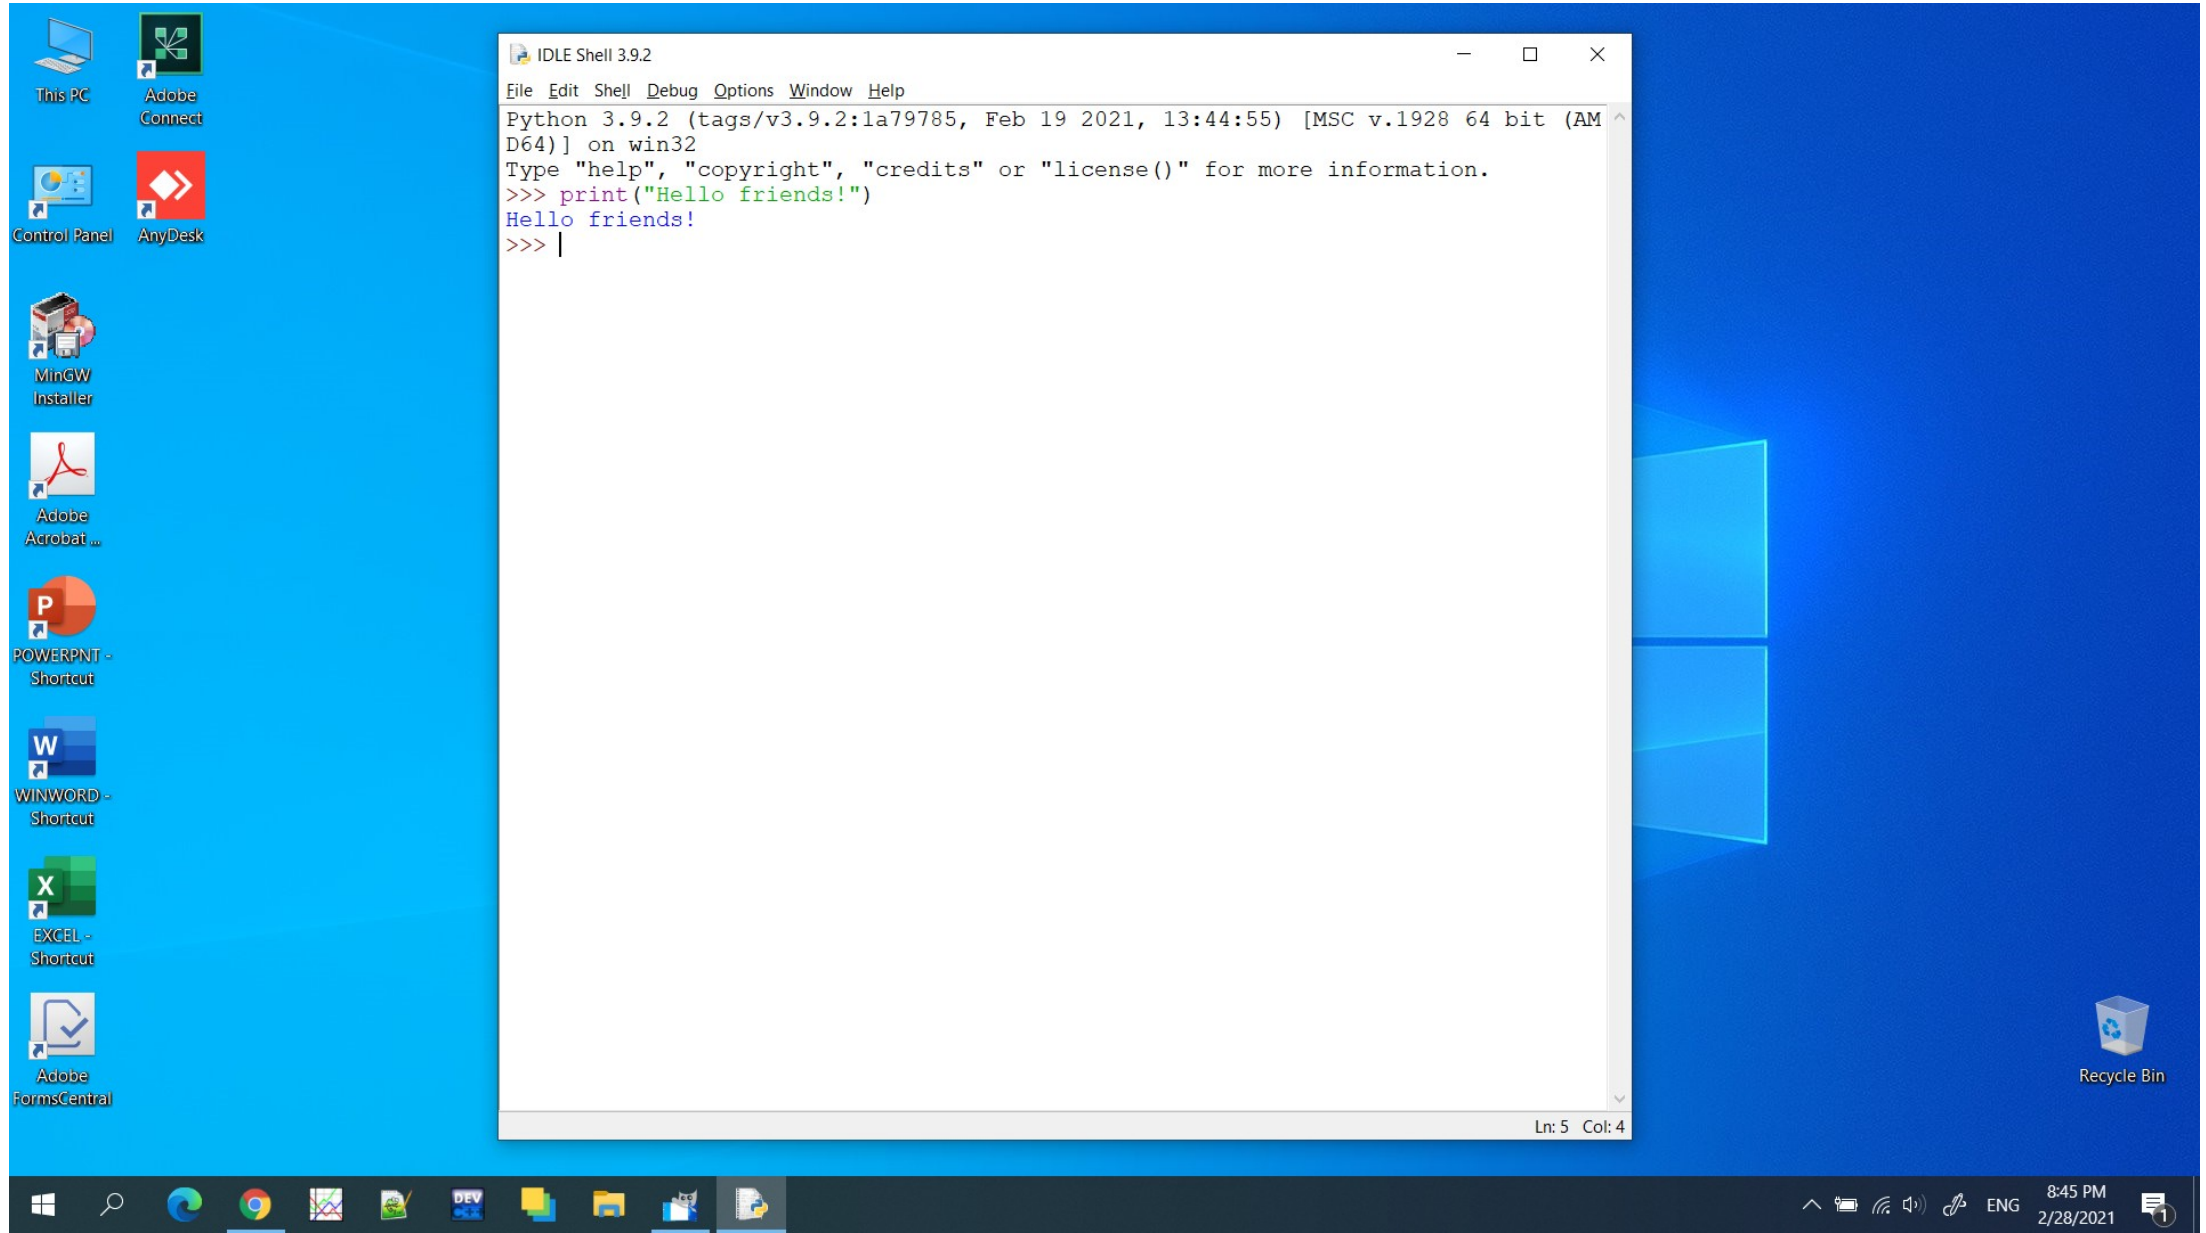 This PC
Adobe
Connect
Control Panel
AnyDesk
MinGW
Installer
Adobe
Acrobat ...
POWERPNT -
Shortcut
WINWORD -
Shortcut
EXCEL -
Shortcut
Adobe
FormsCentral
IDLE Shell 3.9.2
File Edit Shell Debug Options Window Help
Python 3.9.2 (tags/v3.9.2:1a79785, Feb 19 2021, 13:44:55) [MSC v.1928 64 bit (AM
D64)] on win32
Type "help", "copyright", "credits" or "license()" for more information.
>>> print("Hello friends!")
Hello friends!
>>>
Ln: 5 Col: 4
Recycle Bin
DEV
C++
ENG
8:45 PM
2/28/2021
1